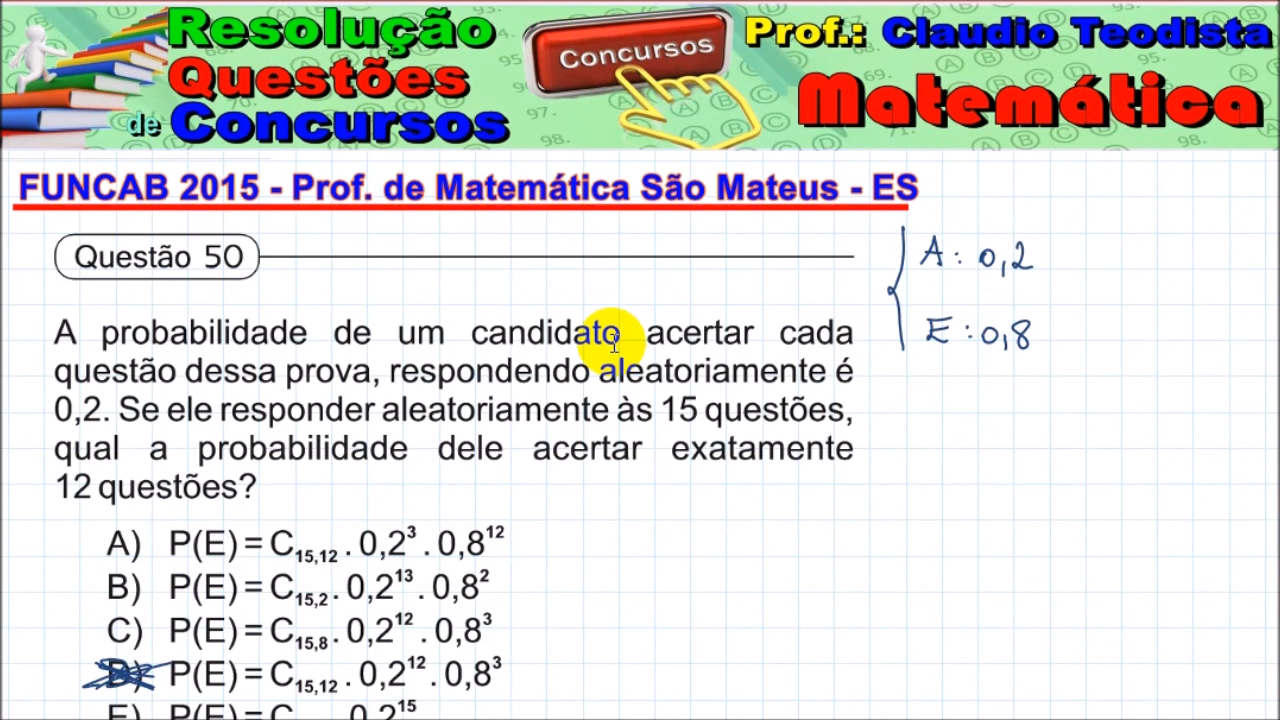 Resolução
Questões
de Concursos
Concursos
Prof.: Claudio Teodista
Matemática
FUNCAB 2015 - Prof. de Matemática São Mateus - ES
Questão 50
A : 0,2
E : 0,8
A probabilidade de um candidato acertar cada
questão dessa prova, respondendo aleatoriamente é
0,2. Se ele responder aleatoriamente às 15 questões,
qual a probabilidade dele acertar exatamente
12 questões?
A) P(E) = C₁₅,₁₂ . 0,2³ . 0,8¹²
B) P(E) = C₁₅,₂ . 0,2¹³ . 0,8²
C) P(E) = C₁₅,₈ . 0,2¹² . 0,8³
D) P(E) = C₁₅,₁₂ . 0,2¹² . 0,8³
E) P(E) = C 0,2¹⁵